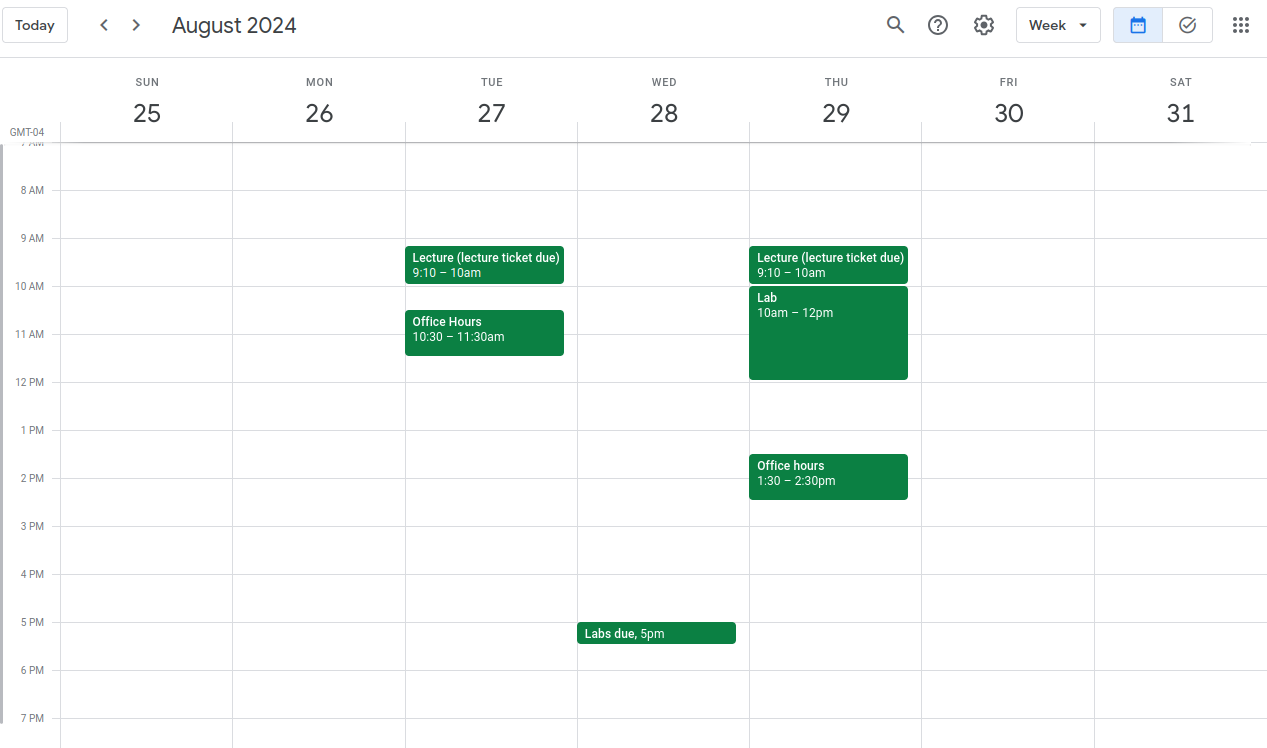 Today
August 2024
Week
SUN MON TUE WED THU FRI SAT
25 26 27 28 29 30 31
GMT-04
7 AM
8 AM
9 AM
Lecture (lecture ticket due)
9:10 – 10am
Lecture (lecture ticket due)
9:10 – 10am
10 AM
Lab
10am – 12pm
Office Hours
10:30 – 11:30am
11 AM
12 PM
1 PM
Office hours
1:30 – 2:30pm
2 PM
3 PM
4 PM
5 PM
Labs due, 5pm
6 PM
7 PM